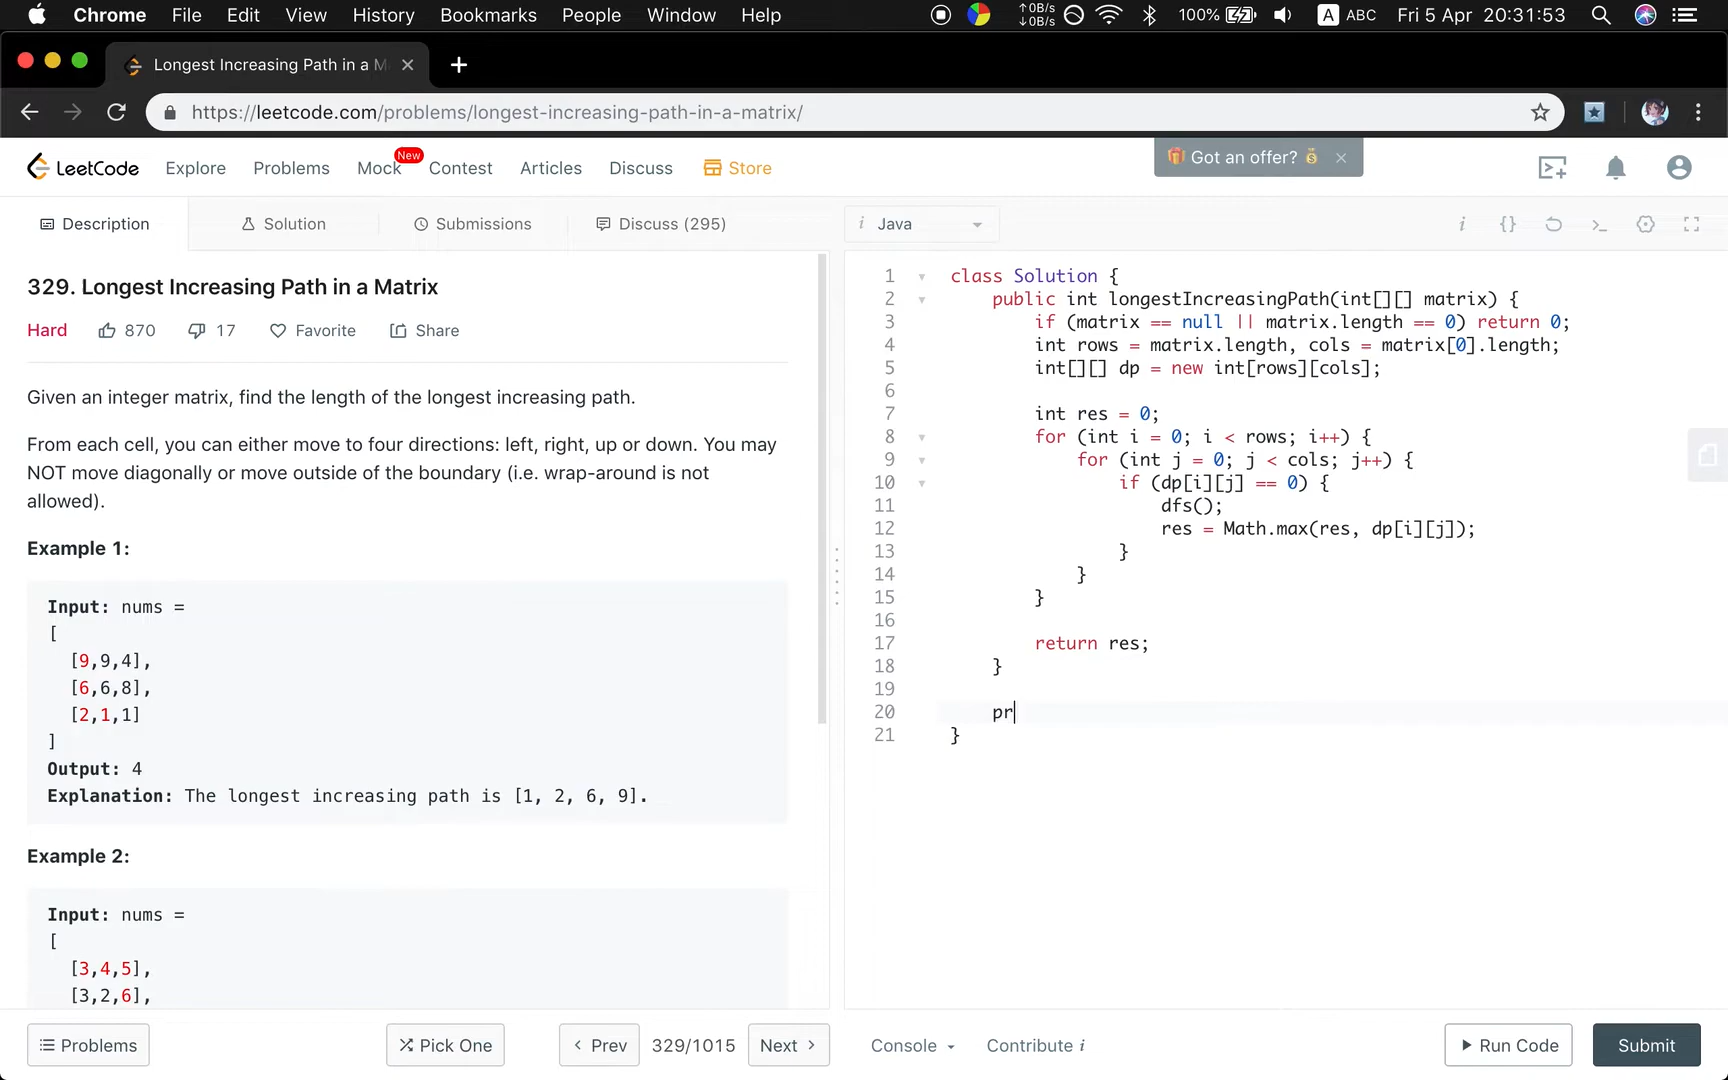 Chrome File Edit View History Bookmarks People Window Help ↑0B/s ↓0B/s 100% A ABC Fri 5 Apr 20:31:53
Longest Increasing Path in a M
https://leetcode.com/problems/longest-increasing-path-in-a-matrix/
LeetCode Explore Problems Mock New Contest Articles Discuss Store Got an offer?
Description Solution Submissions Discuss (295)
329. Longest Increasing Path in a Matrix
Hard 870 17 Favorite Share
Given an integer matrix, find the length of the longest increasing path.
From each cell, you can either move to four directions: left, right, up or down. You may
NOT move diagonally or move outside of the boundary (i.e. wrap-around is not
allowed).
Example 1:
Input: nums =
[
[9,9,4],
[6,6,8],
[2,1,1]
]
Output: 4
Explanation: The longest increasing path is [1, 2, 6, 9].
Example 2:
Input: nums =
[
[3,4,5],
[3,2,6],
Problems Pick One Prev 329/1015 Next
i Java i {}
1 class Solution {
2 public int longestIncreasingPath(int[][] matrix) {
3 if (matrix == null || matrix.length == 0) return 0;
4 int rows = matrix.length, cols = matrix[0].length;
5 int[][] dp = new int[rows][cols];
6
7 int res = 0;
8 for (int i = 0; i < rows; i++) {
9 for (int j = 0; j < cols; j++) {
10 if (dp[i][j] == 0) {
11 dfs();
12 res = Math.max(res, dp[i][j]);
13 }
14 }
15 }
16
17 return res;
18 }
19
20 pr
21 }
Console Contribute i Run Code Submit